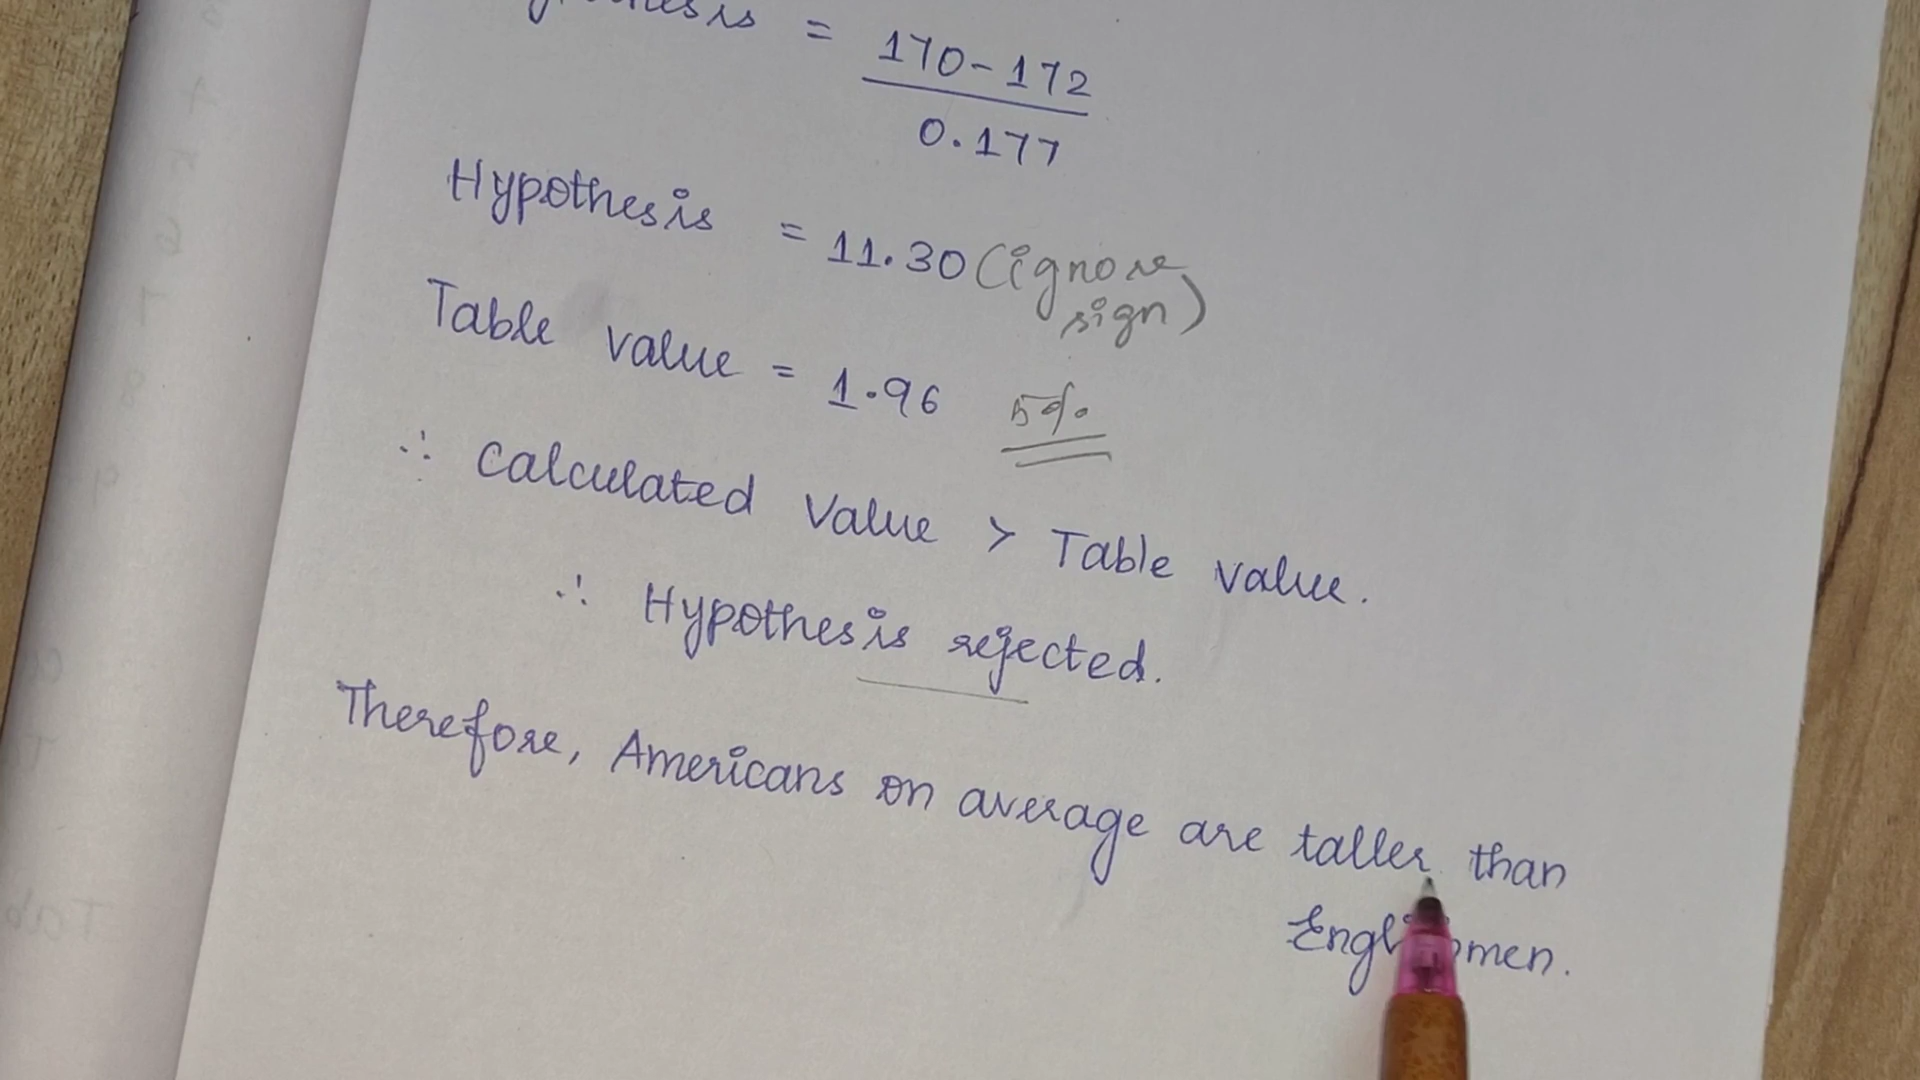 = 170-172
0.177
Hypothesis = 11.30 (ignore
sign)
Table value = 1.96 5%
∴ Calculated Value > Table value.
∴ Hypothesis rejected.
Therefore, Americans on average are taller than